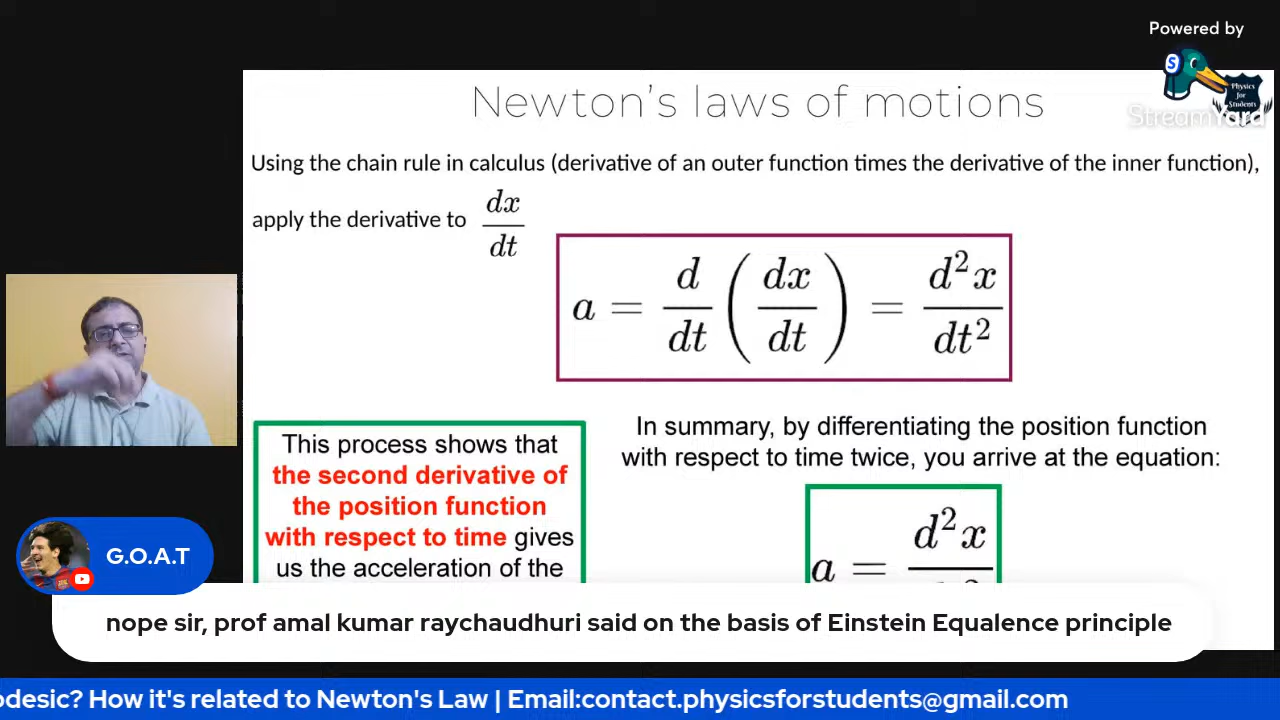 Powered by
S
Physics
for
Students
StreamYard
Newton's laws of motions
Using the chain rule in calculus (derivative of an outer function times the derivative of the inner function),
apply the derivative to dx/dt
a = d/dt (dx/dt) = d²x/dt²
This process shows that
the second derivative of
the position function
with respect to time gives
us the acceleration of the
In summary, by differentiating the position function
with respect to time twice, you arrive at the equation:
a = d²x
G.O.A.T
nope sir, prof amal kumar raychaudhuri said on the basis of Einstein Equalence principle
odesic? How it's related to Newton's Law | Email:contact.physicsforstudents@gmail.com